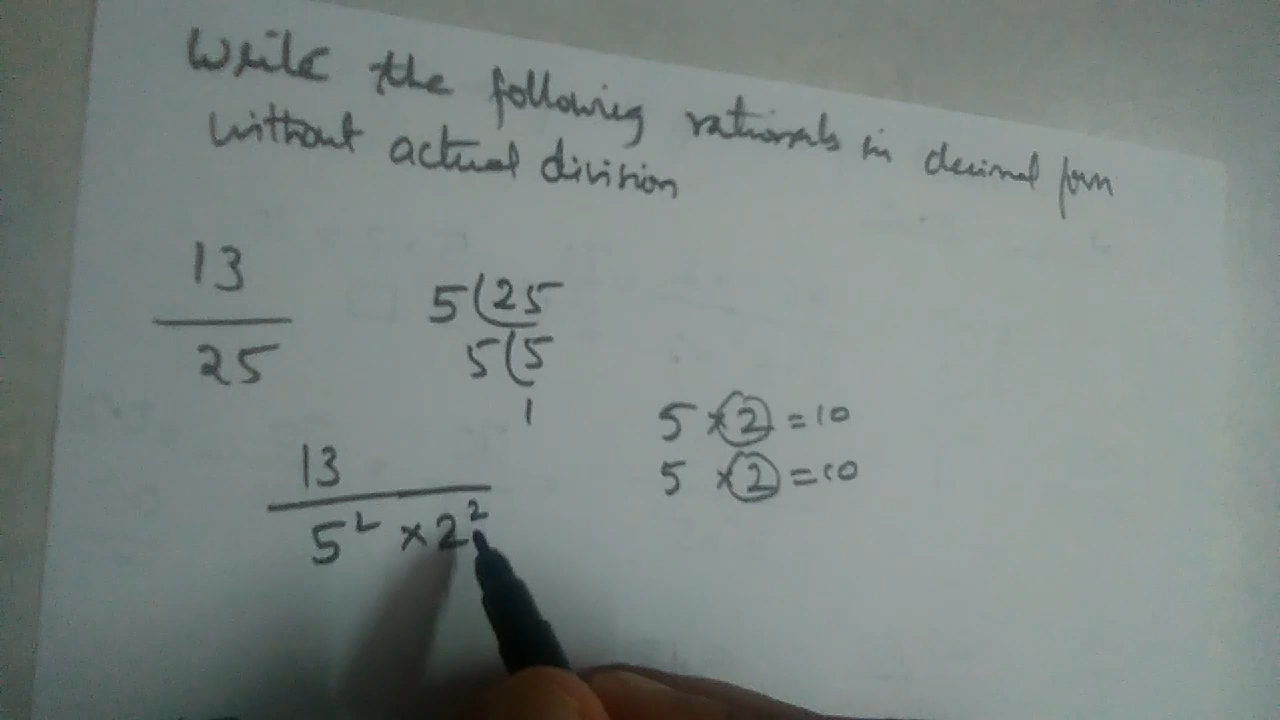 Write the following rationals in decimal form
without actual division
13
25
5(25
5(5
1
5 × 2 = 10
5 × 2 = 10
13
5² × 2²